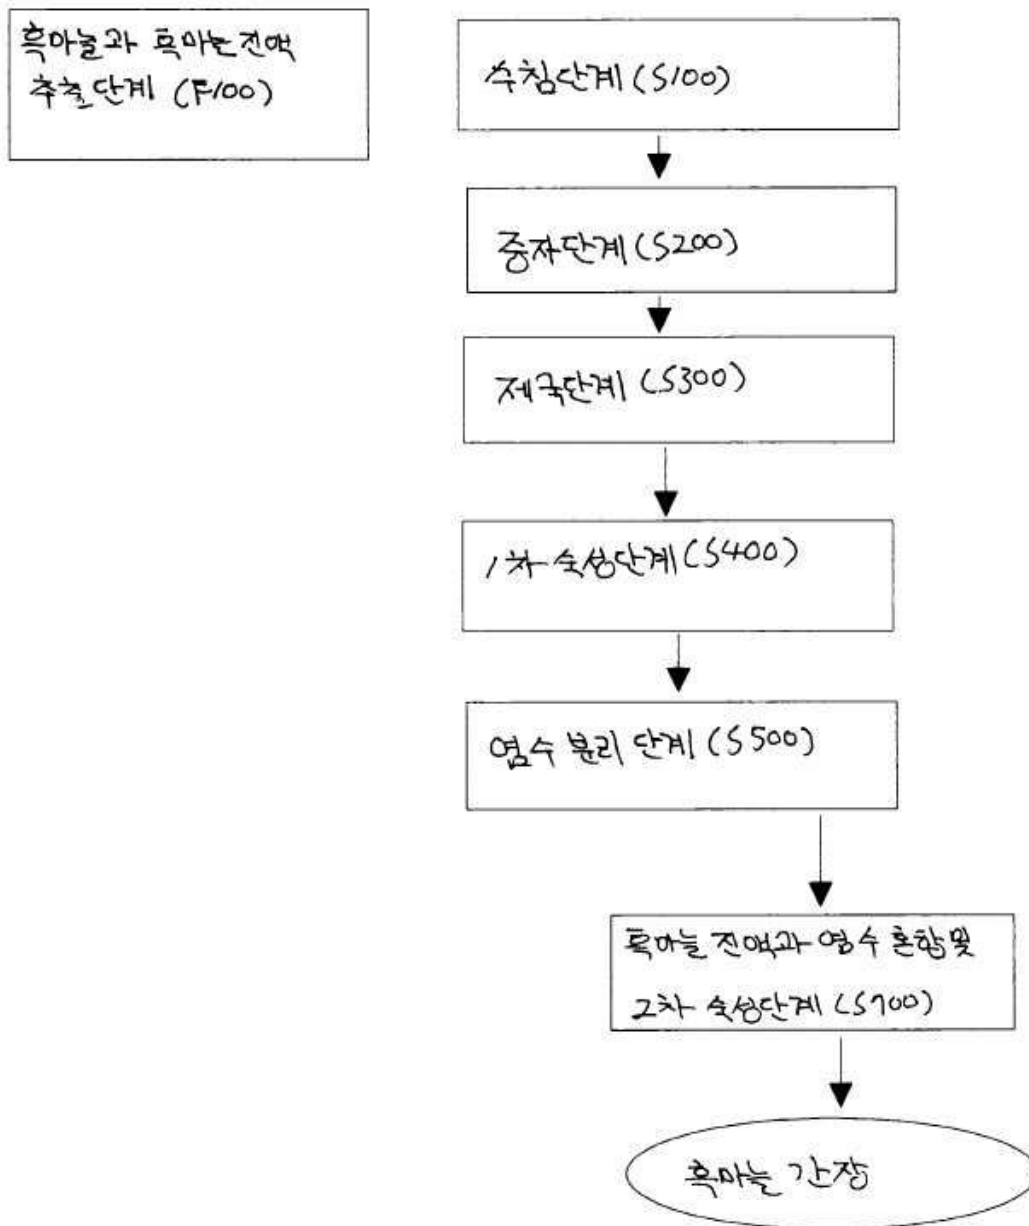 흑마늘과 흑마늘진액
추출단계 (F100)
수침단계 (S100)
증자단계 (S200)
제국단계 (S300)
1차 숙성단계 (S400)
염수 분리 단계 (S500)
흑마늘 진액과 염수 혼합 및
2차 숙성단계 (S700)
흑마늘 간장